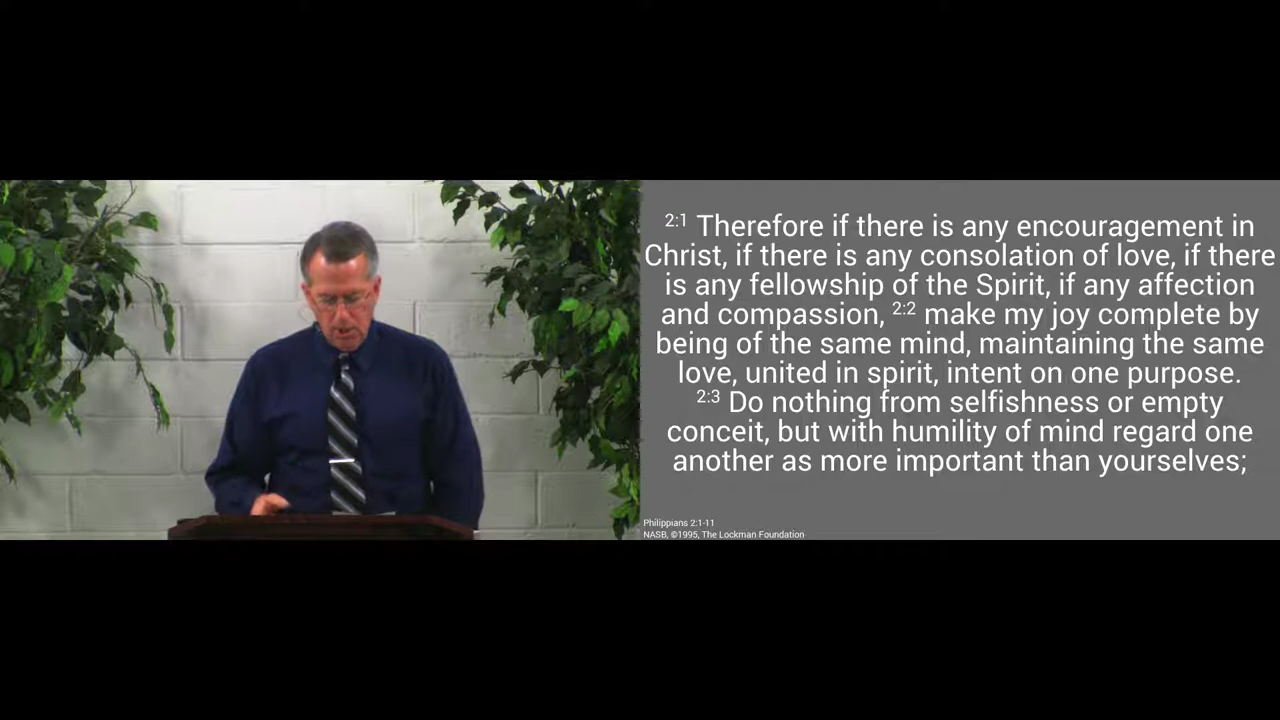 2:1 Therefore if there is any encouragement in
Christ, if there is any consolation of love, if there
is any fellowship of the Spirit, if any affection
and compassion, 2:2 make my joy complete by
being of the same mind, maintaining the same
love, united in spirit, intent on one purpose.
2:3 Do nothing from selfishness or empty
conceit, but with humility of mind regard one
another as more important than yourselves;
Philippians 2:1-11
NASB, ©1995, The Lockman Foundation